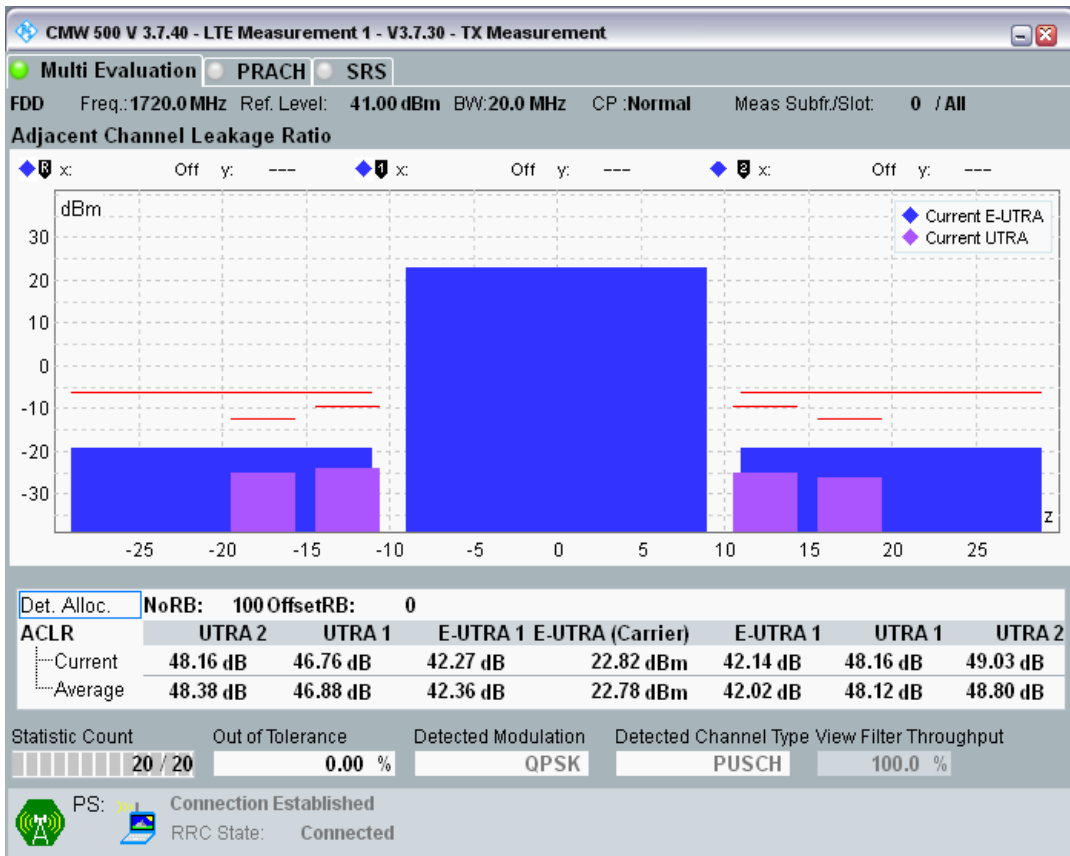 CMW 500 V 3.7.40 - LTE Measurement 1 - V3.7.30 - TX Measurement
Multi Evaluation PRACH SRS
FDD Freq.: 1720.0 MHz Ref. Level: 41.00 dBm BW: 20.0 MHz CP : Normal Meas Subfr./Slot: 0 / All
Adjacent Channel Leakage Ratio
R x: Off y: --- 1 x: Off y: --- 2 x: Off y: ---
dBm
Current E-UTRA
Current UTRA
30
20
10
0
-10
-20
-30
z
-25 -20 -15 -10 -5 0 5 10 15 20 25
Det. Alloc. NoRB: 100 OffsetRB: 0
ACLR UTRA 2 UTRA 1 E-UTRA 1 E-UTRA (Carrier) E-UTRA 1 UTRA 1 UTRA 2
Current 48.16 dB 46.76 dB 42.27 dB 22.82 dBm 42.14 dB 48.16 dB 49.03 dB
Average 48.38 dB 46.88 dB 42.36 dB 22.78 dBm 42.02 dB 48.12 dB 48.80 dB
Statistic Count Out of Tolerance Detected Modulation Detected Channel Type View Filter Throughput
20 / 20 0.00 % QPSK PUSCH 100.0 %
PS: Connection Established
RRC State: Connected